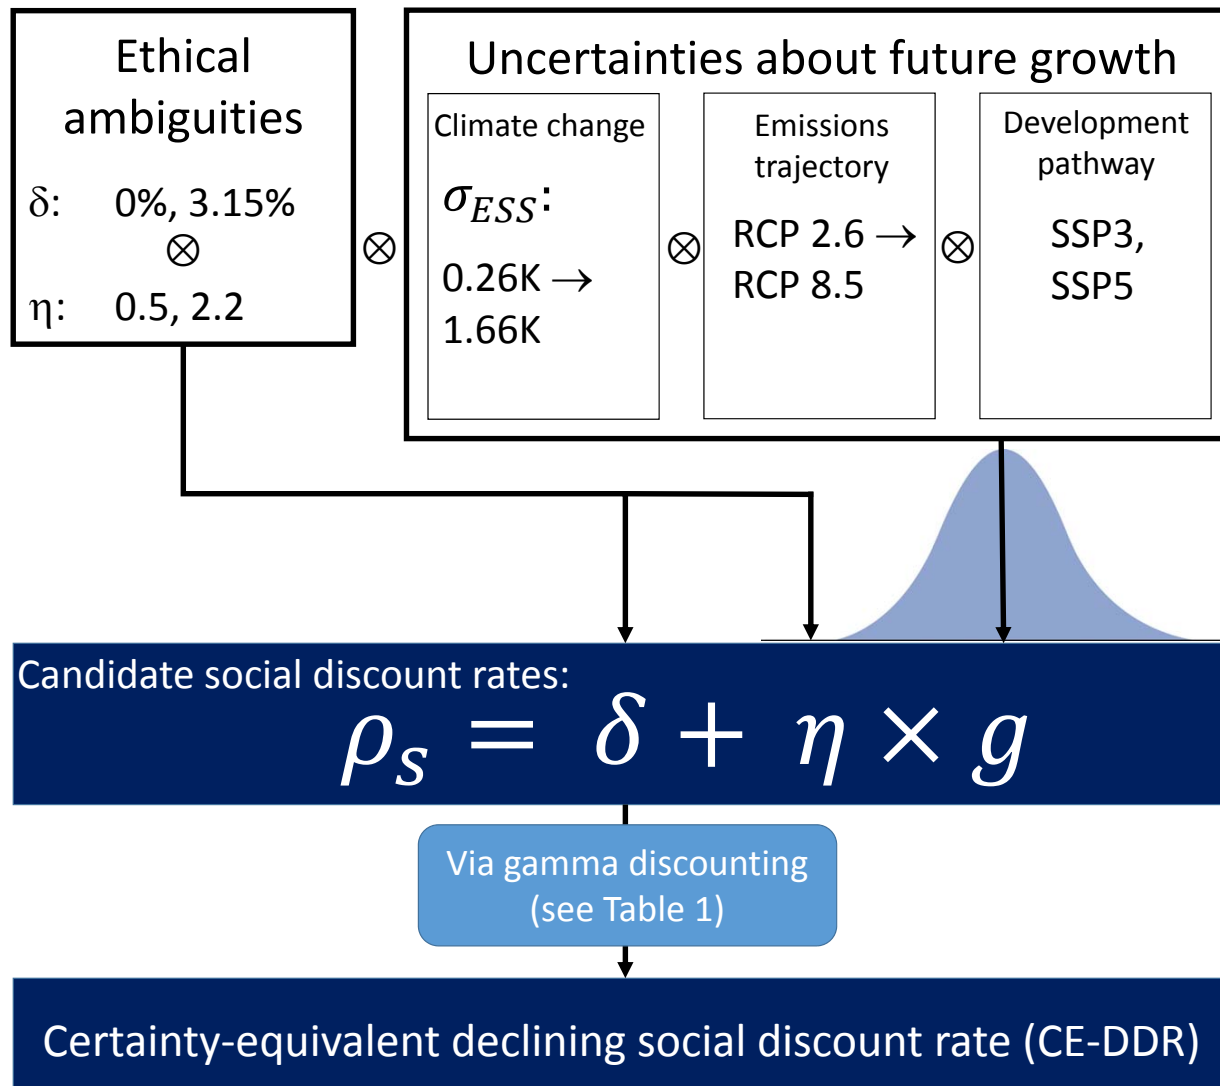 Ethical
ambiguities
δ: 0%, 3.15%
⊗
η: 0.5, 2.2
⊗
Uncertainties about future growth
Climate change
σ_ESS:
0.26K →
1.66K
⊗
Emissions
trajectory
RCP 2.6 →
RCP 8.5
⊗
Development
pathway
SSP3,
SSP5
Candidate social discount rates:
ρ_s = δ + η × g
Via gamma discounting
(see Table 1)
Certainty-equivalent declining social discount rate (CE-DDR)